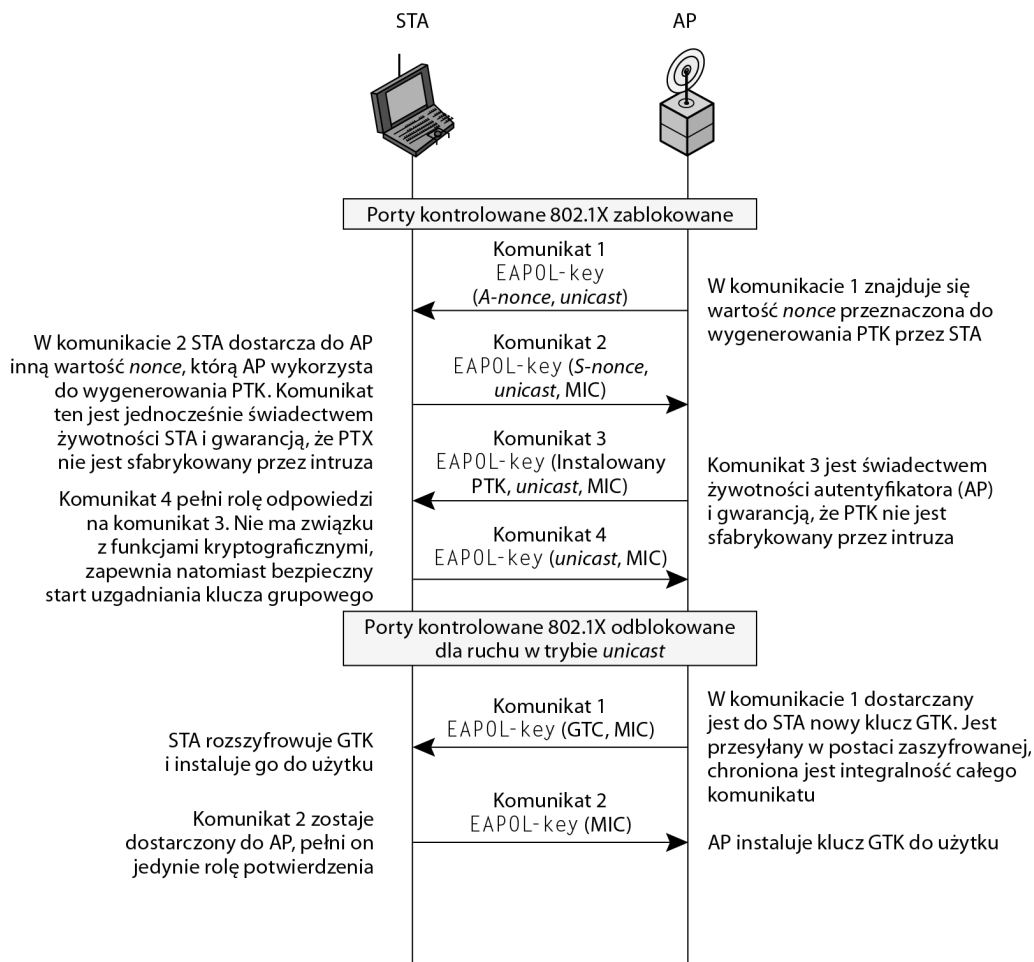 STA
AP
Porty kontrolowane 802.1X zablokowane
Komunikat 1
EAPOL-key
(A-nonce, unicast)
W komunikacie 1 znajduje się
wartość nonce przeznaczona do
wygenerowania PTK przez STA
W komunikacie 2 STA dostarcza do AP
inną wartość nonce, którą AP wykorzysta
do wygenerowania PTK. Komunikat
ten jest jednocześnie świadectwem
żywotności STA i gwarancją, że PTX
nie jest sfabrykowany przez intruza
Komunikat 2
EAPOL-key (S-nonce,
unicast, MIC)
Komunikat 3
EAPOL-key (Instalowany
PTK, unicast, MIC)
Komunikat 3 jest świadectwem
żywotności autentyfikatora (AP)
i gwarancją, że PTK nie jest
sfabrykowany przez intruza
Komunikat 4 pełni rolę odpowiedzi
na komunikat 3. Nie ma związku
z funkcjami kryptograficznymi,
zapewnia natomiast bezpieczny
start uzgadniania klucza grupowego
Komunikat 4
EAPOL-key (unicast, MIC)
Porty kontrolowane 802.1X odblokowane
dla ruchu w trybie unicast
Komunikat 1
EAPOL-key (GTC, MIC)
W komunikacie 1 dostarczany
jest do STA nowy klucz GTK. Jest
przesyłany w postaci zaszyfrowanej,
chroniona jest integralność całego
komunikatu
STA rozszyfrowuje GTK
i instaluje go do użytku
Komunikat 2
EAPOL-key (MIC)
Komunikat 2 zostaje
dostarczony do AP, pełni on
jedynie rolę potwierdzenia
AP instaluje klucz GTK do użytku